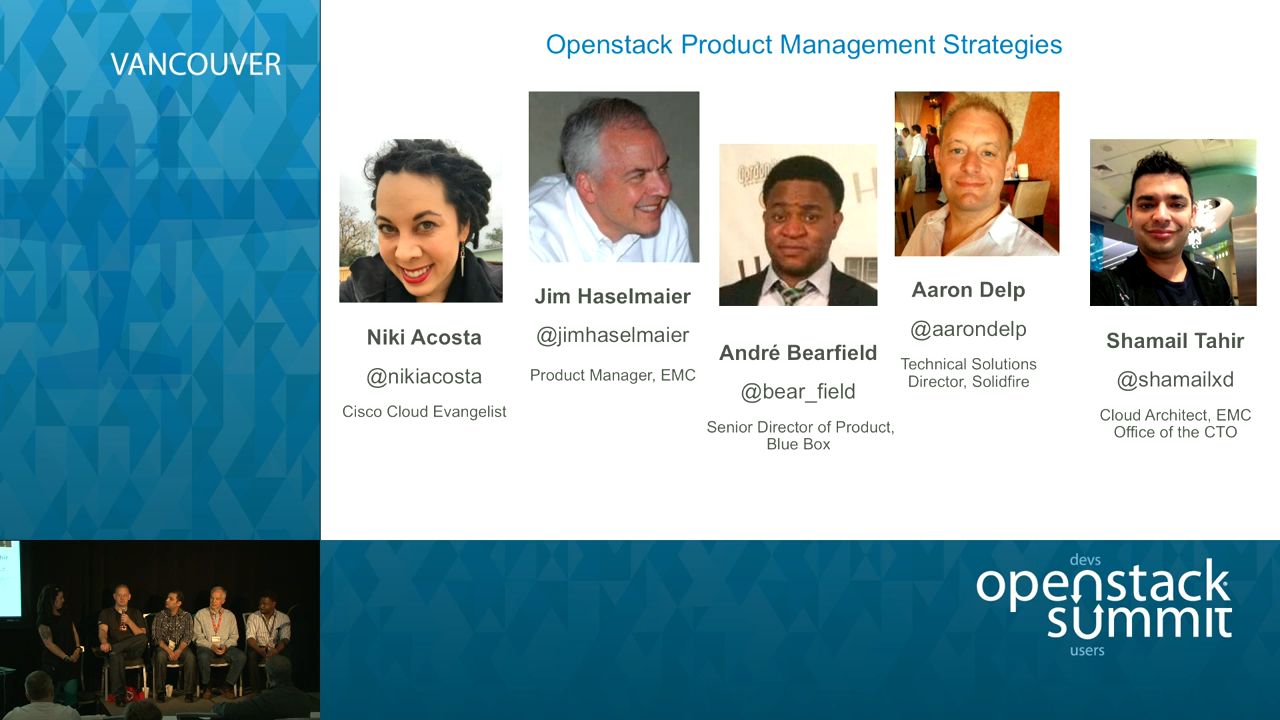 VANCOUVER
Openstack Product Management Strategies
Niki Acosta
@nikiacosta
Cisco Cloud Evangelist
Jim Haselmaier
@jimhaselmaier
Product Manager, EMC
André Bearfield
@bear_field
Senior Director of Product,
Blue Box
Aaron Delp
@aarondelp
Technical Solutions
Director, Solidfire
Shamail Tahir
@shamailxd
Cloud Architect, EMC
Office of the CTO
devs
openstack
summit
users